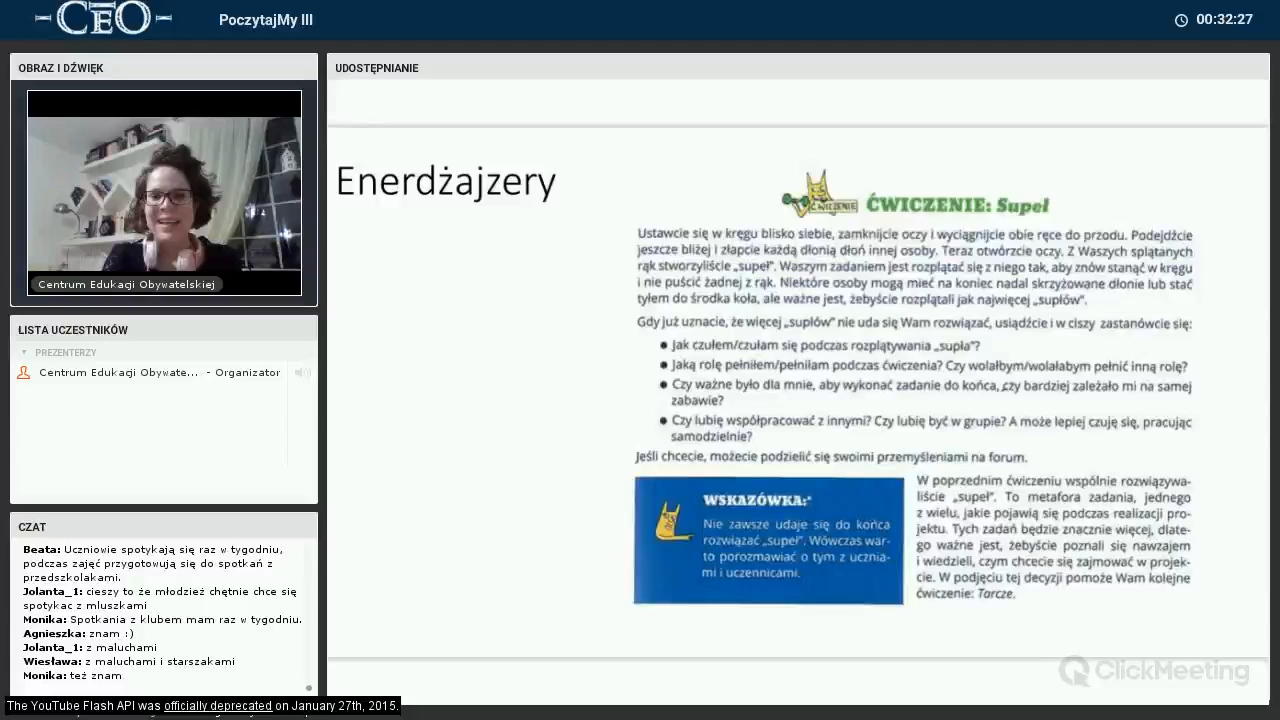 CEO
PoczytajMy III
00:32:27
OBRAZ I DŹWIĘK
Centrum Edukacji Obywatelskiej
LISTA UCZESTNIKÓW
PREZENTERZY
Centrum Edukacji Obywate... - Organizator
CZAT
Beata: Uczniowie spotykają się raz w tygodniu,
podczas zajęć przygotowują się do spotkań z
przedszkolakami.
Jolanta_1: cieszy to że młodzież chętnie chce się
spotykac z mluszkami
Monika: Spotkania z klubem mam raz w tygodniu.
Agnieszka: znam :)
Jolanta_1: z maluchami
Wiesława: z maluchami i starszakami
Monika: też znam
The YouTube Flash API was officially deprecated on January 27th, 2015.
UDOSTĘPNIANIE
Enerdżajzery
ĆWICZENIE
ĆWICZENIE: Supeł
Ustawcie się w kręgu blisko siebie, zamknijcie oczy i wyciągnijcie obie ręce do przodu. Podejdźcie
jeszcze bliżej i złapcie każdą dłonią dłoń innej osoby. Teraz otwórzcie oczy. Z Waszych splątanych
rąk stworzyliście „supeł”. Waszym zadaniem jest rozplątać się z niego tak, aby znów stanąć w kręgu
i nie puścić żadnej z rąk. Niektóre osoby mogą mieć na koniec nadal skrzyżowane dłonie lub stać
tyłem do środka koła, ale ważne jest, żebyście rozplątali jak najwięcej „supłów”.
Gdy już uznacie, że więcej „supłów” nie uda się Wam rozwiązać, usiądźcie i w ciszy zastanówcie się:
● Jak czułem/czułam się podczas rozplątywania „supła”?
● Jaką rolę pełniłem/pełniłam podczas ćwiczenia? Czy wolałbym/wolałabym pełnić inną rolę?
● Czy ważne było dla mnie, aby wykonać zadanie do końca, czy bardziej zależało mi na samej
zabawie?
● Czy lubię współpracować z innymi? Czy lubię być w grupie? A może lepiej czuję się, pracując
samodzielnie?
Jeśli chcecie, możecie podzielić się swoimi przemyśleniami na forum.
WSKAZÓWKA:*
Nie zawsze udaje się do końca
rozwiązać „supeł”. Wówczas war-
to porozmawiać o tym z ucznia-
mi i uczennicami.
W poprzednim ćwiczeniu wspólnie rozwiązywa-
liście „supeł”. To metafora zadania, jednego
z wielu, jakie pojawią się podczas realizacji pro-
jektu. Tych zadań będzie znacznie więcej, dlate-
go ważne jest, żebyście poznali się nawzajem
i wiedzieli, czym chcecie się zajmować w projek-
cie. W podjęciu tej decyzji pomoże Wam kolejne
ćwiczenie: Tarcze.
ClickMeeting